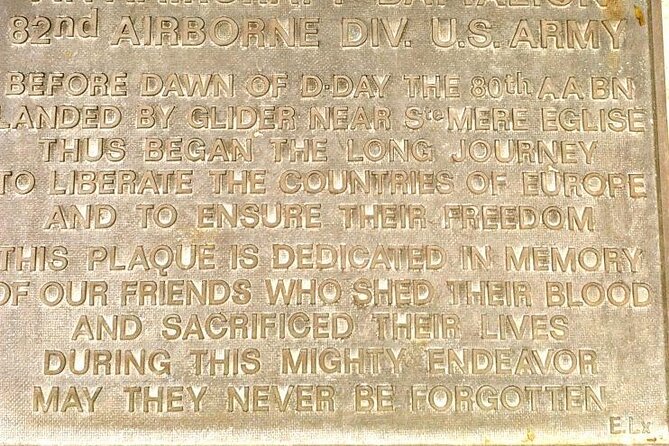 82nd AIRBORNE DIV. U.S. ARMY
BEFORE DAWN OF D-DAY THE 80th A A BN
LANDED BY GLIDER NEAR Ste MERE EGLISE
THUS BEGAN THE LONG JOURNEY
TO LIBERATE THE COUNTRIES OF EUROPE
AND TO ENSURE THEIR FREEDOM
THIS PLAQUE IS DEDICATED IN MEMORY
OF OUR FRIENDS WHO SHED THEIR BLOOD
AND SACRIFICED THEIR LIVES
DURING THIS MIGHTY ENDEAVOR
MAY THEY NEVER BE FORGOTTEN